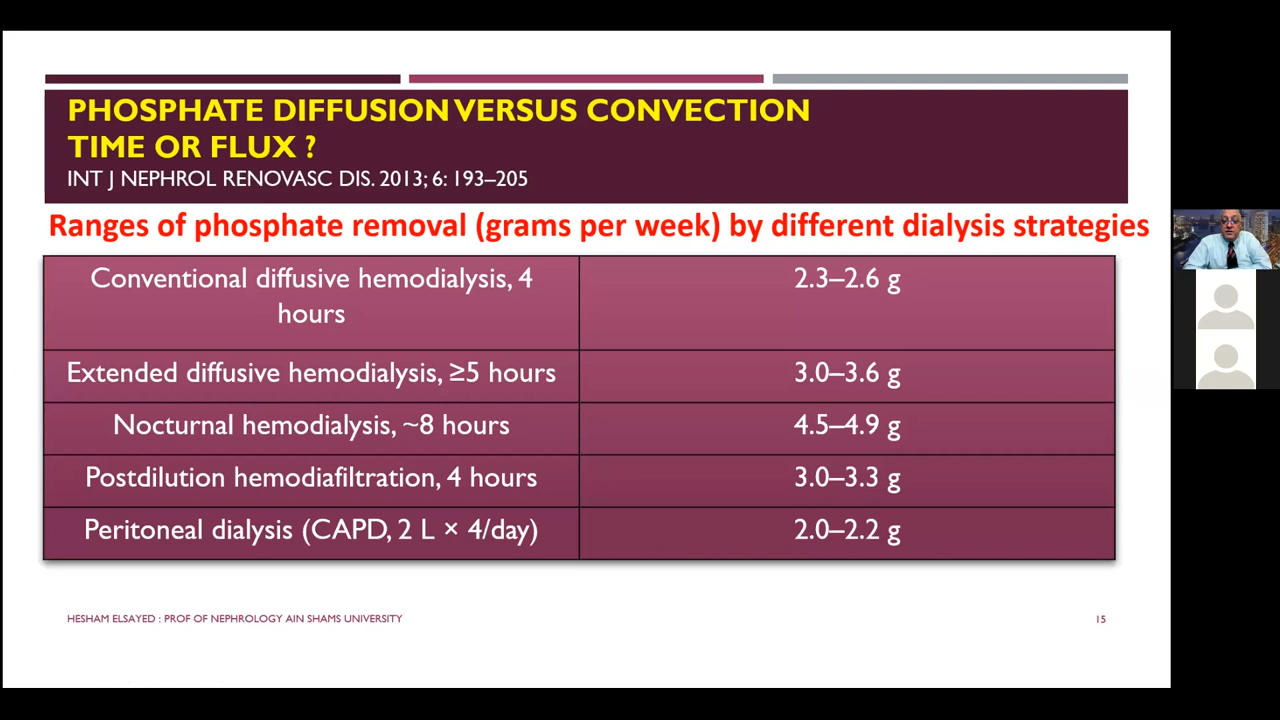 PHOSPHATE DIFFUSION VERSUS CONVECTION
TIME OR FLUX ?
INT J NEPHROL RENOVASC DIS. 2013; 6: 193–205
Ranges of phosphate removal (grams per week) by different dialysis strategies
Conventional diffusive hemodialysis, 4
hours
2.3–2.6 g
Extended diffusive hemodialysis, ≥5 hours
3.0–3.6 g
Nocturnal hemodialysis, ~8 hours
4.5–4.9 g
Postdilution hemodiafiltration, 4 hours
3.0–3.3 g
Peritoneal dialysis (CAPD, 2 L × 4/day)
2.0–2.2 g
HESHAM ELSAYED : PROF OF NEPHROLOGY AIN SHAMS UNIVERSITY
15